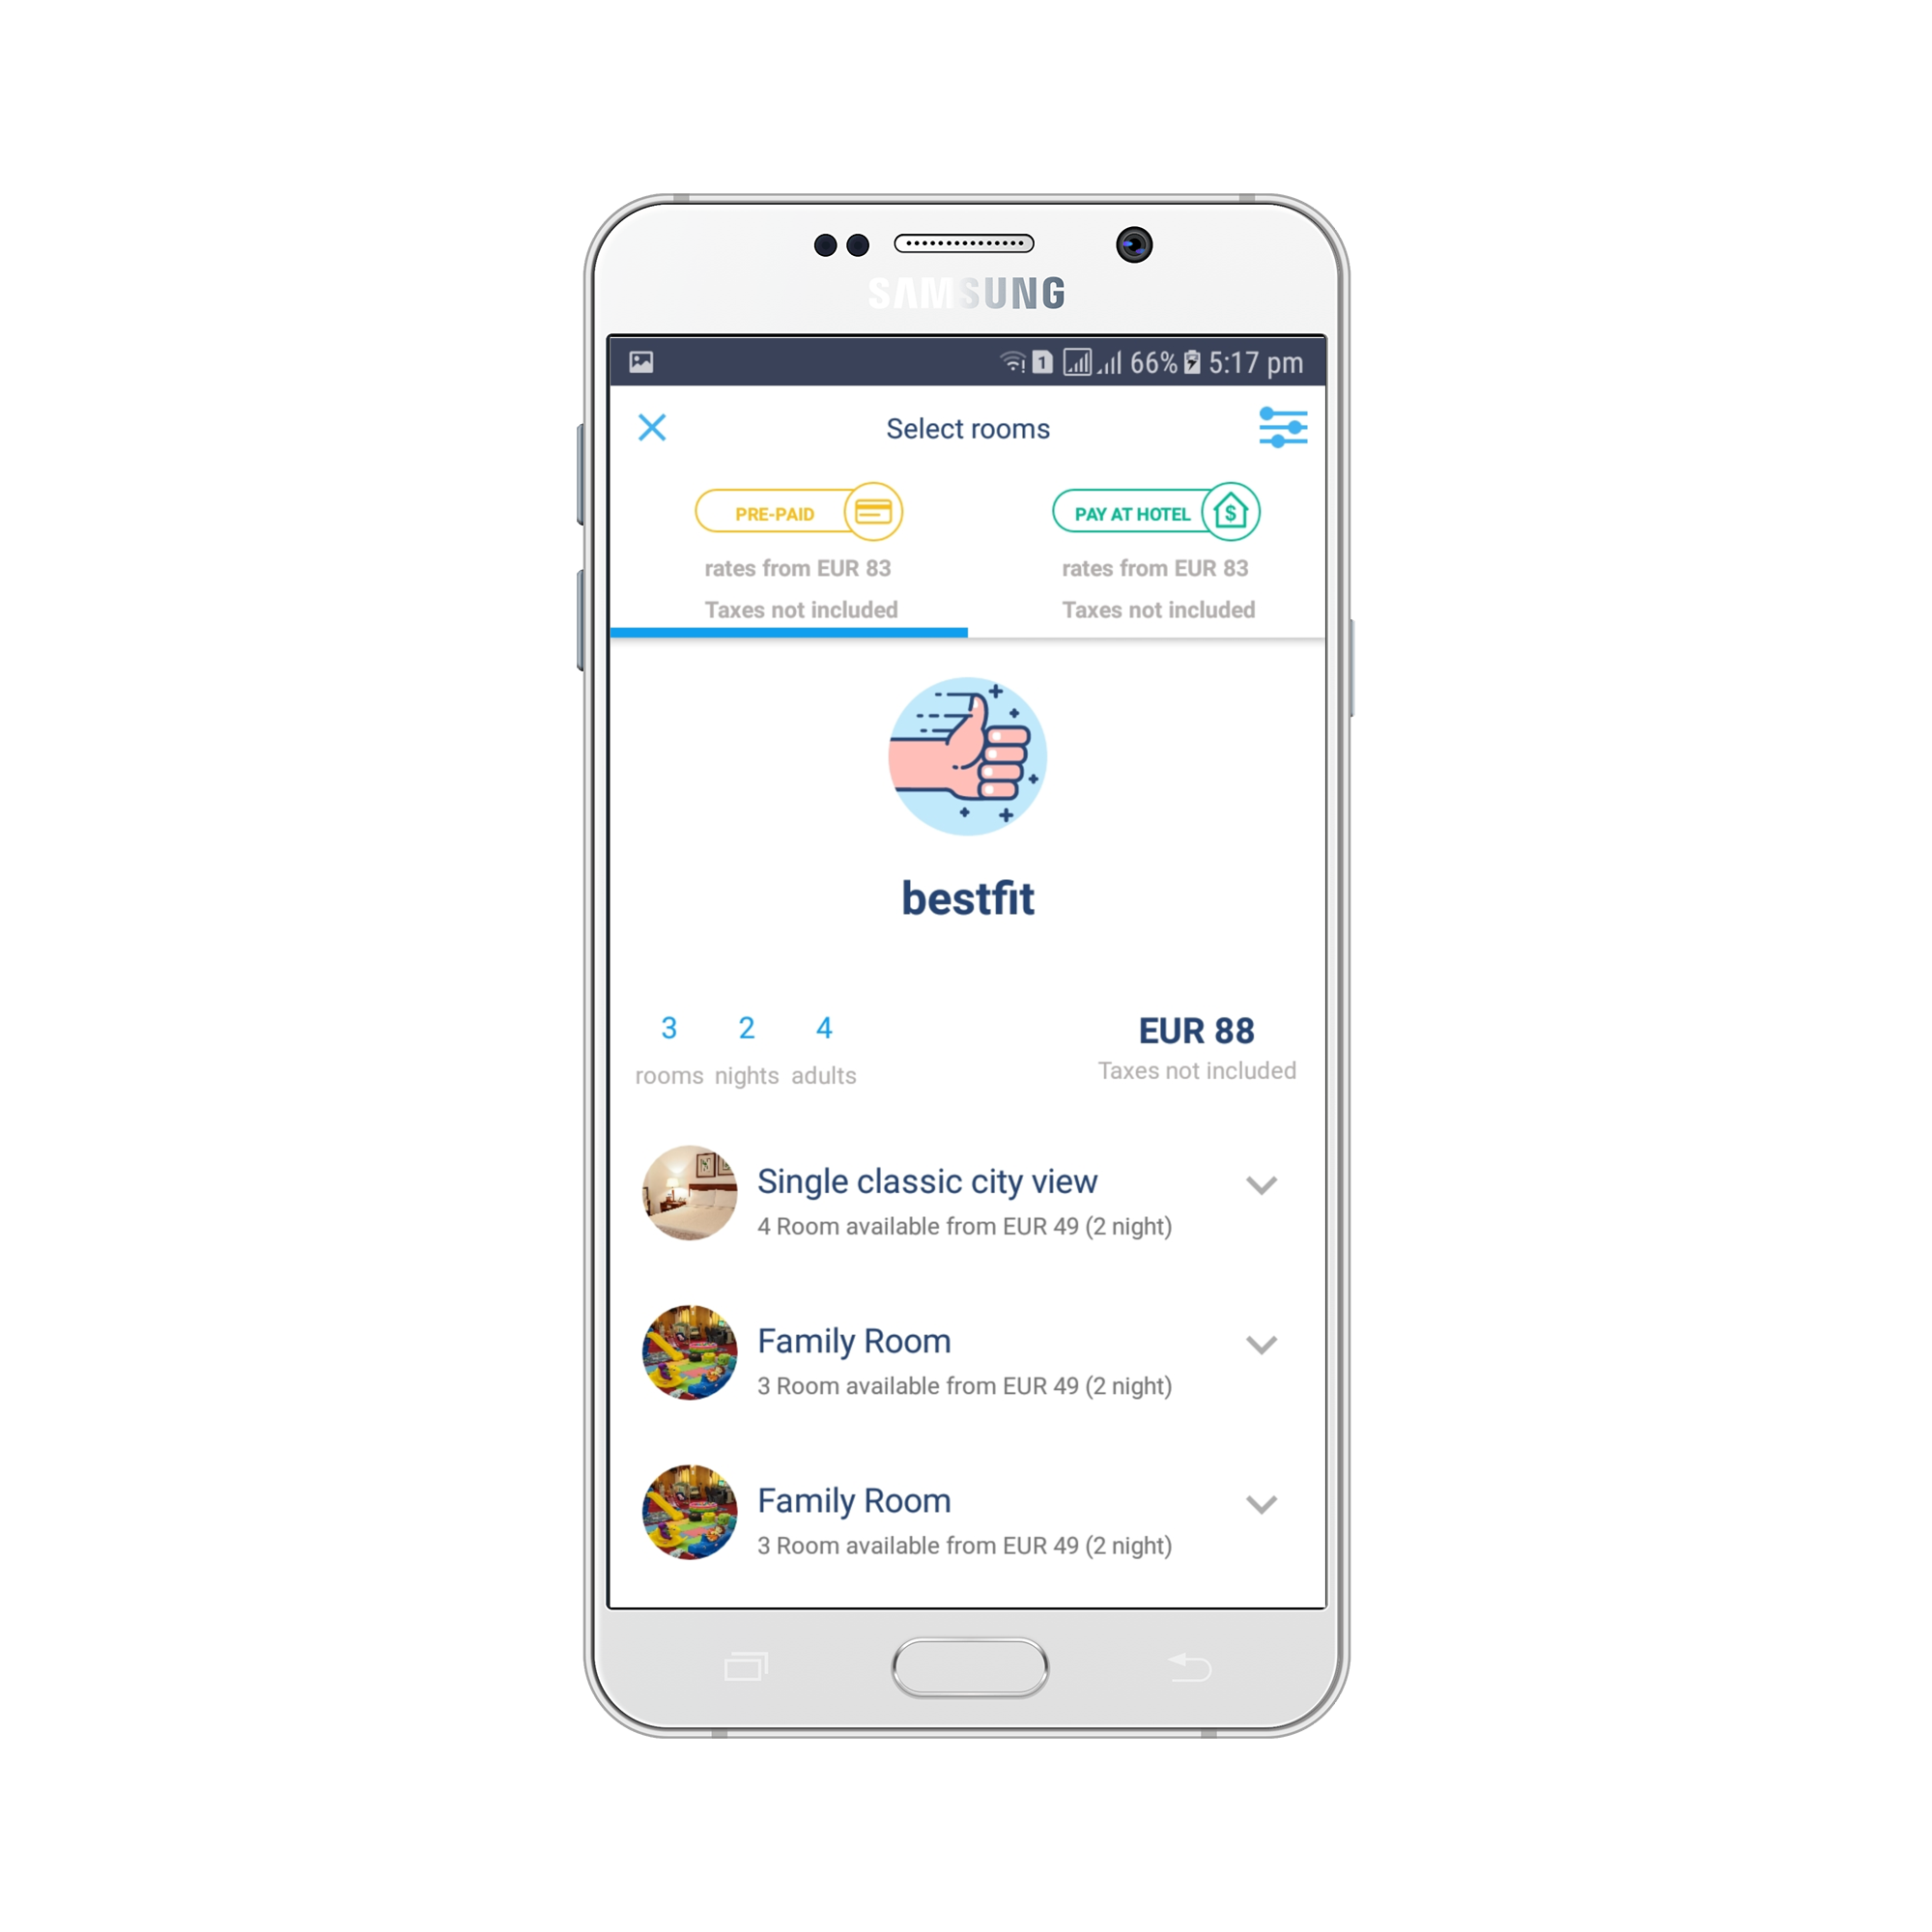 SAMSUNG
1 66% 5:17 pm
Select rooms
PRE-PAID
PAY AT HOTEL $
rates from EUR 83
rates from EUR 83
Taxes not included
Taxes not included
bestfit
3 2 4
rooms nights adults
EUR 88
Taxes not included
Single classic city view
4 Room available from EUR 49 (2 night)
Family Room
3 Room available from EUR 49 (2 night)
Family Room
3 Room available from EUR 49 (2 night)